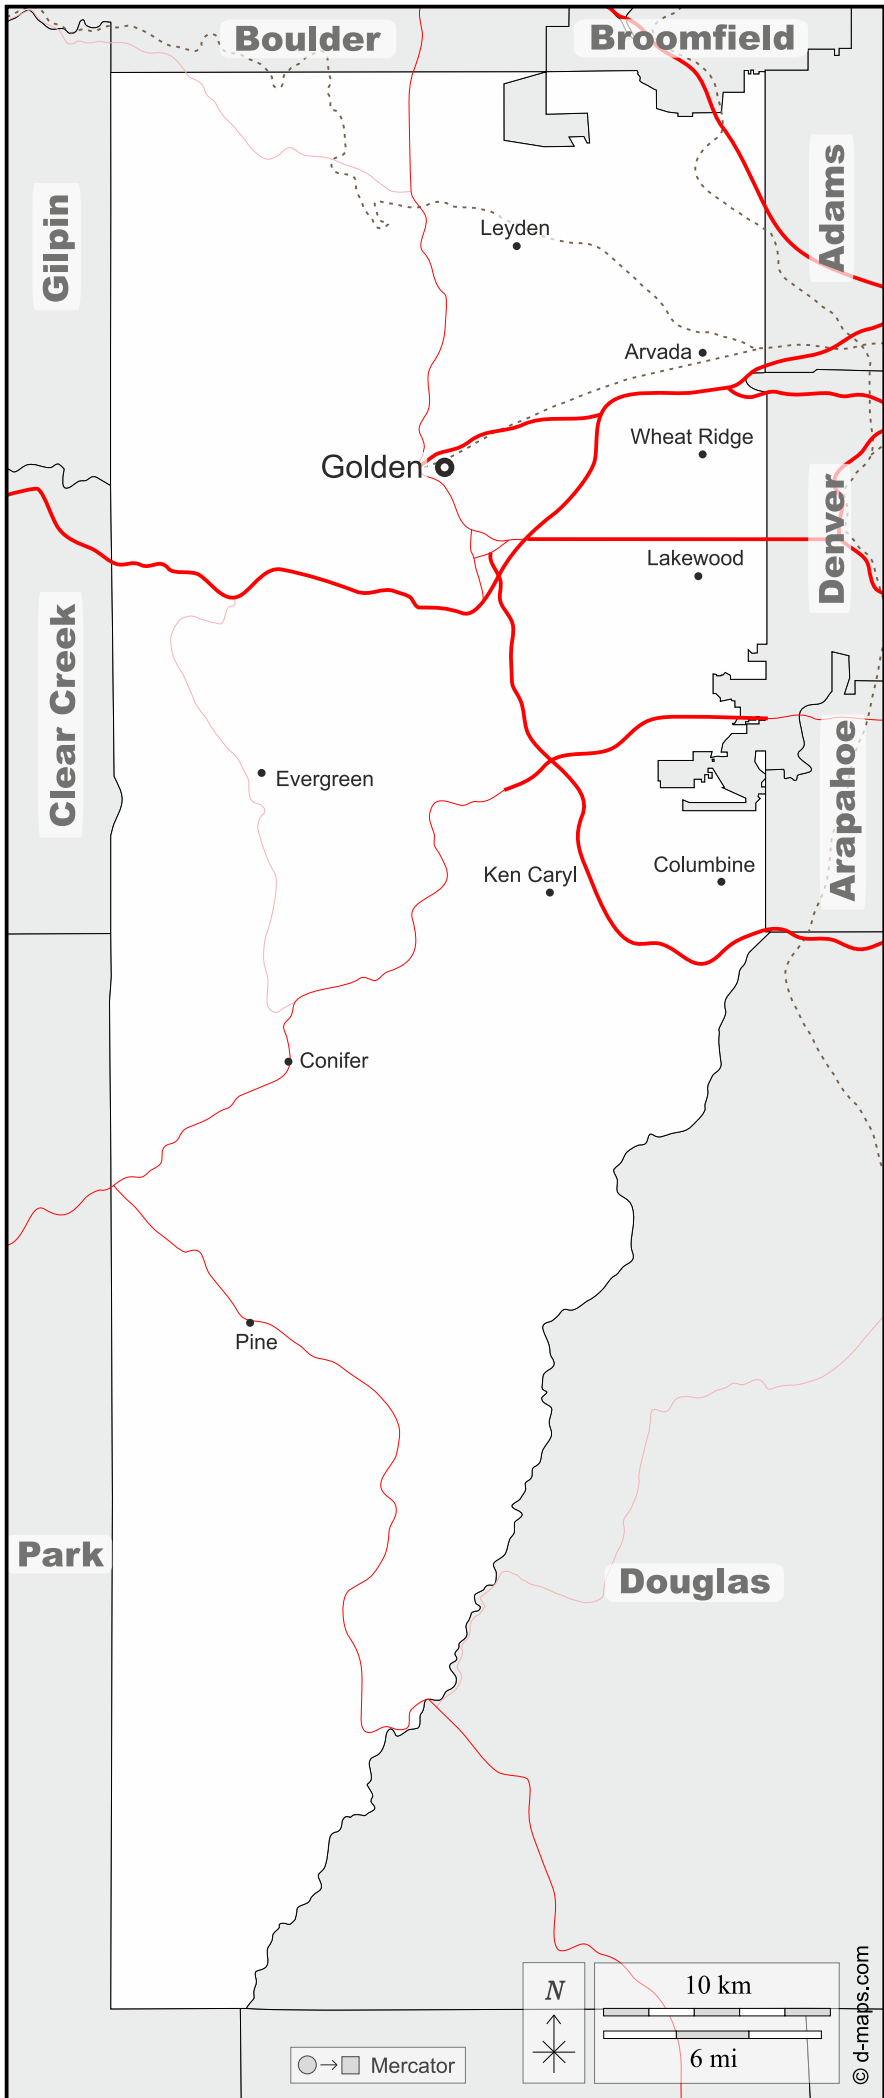 Boulder
Broomfield
Adams
Gilpin
Leyden
Arvada
Wheat Ridge
Golden
Denver
Lakewood
Clear Creek
Arapahoe
Evergreen
Ken Caryl
Columbine
Conifer
Pine
Park
Douglas
N
10 km
6 mi
Mercator
© d-maps.com